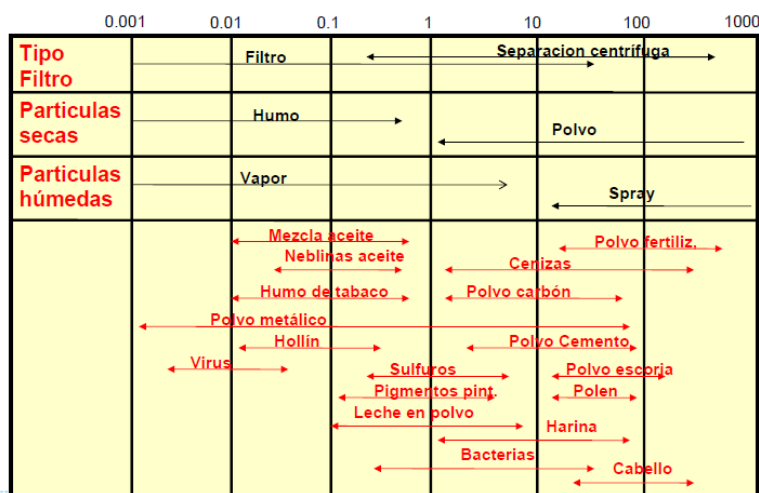 0.001 0.01 0.1 1 10 100 1000
Tipo Filtro Separacion centrífuga
Filtro
Particulas Humo
secas Polvo
Particulas Vapor
húmedas Spray
Mezcla aceite Polvo fertiliz,
Neblinas aceite Cenizas
Humo de tabaco Polvo carbón
Polvo metálico
Hollín Polvo Cemento
Virus Sulfuros Polvo escoria
Pigmentos pint. Polen
Leche en polvo
Harina
Bacterias
Cabello